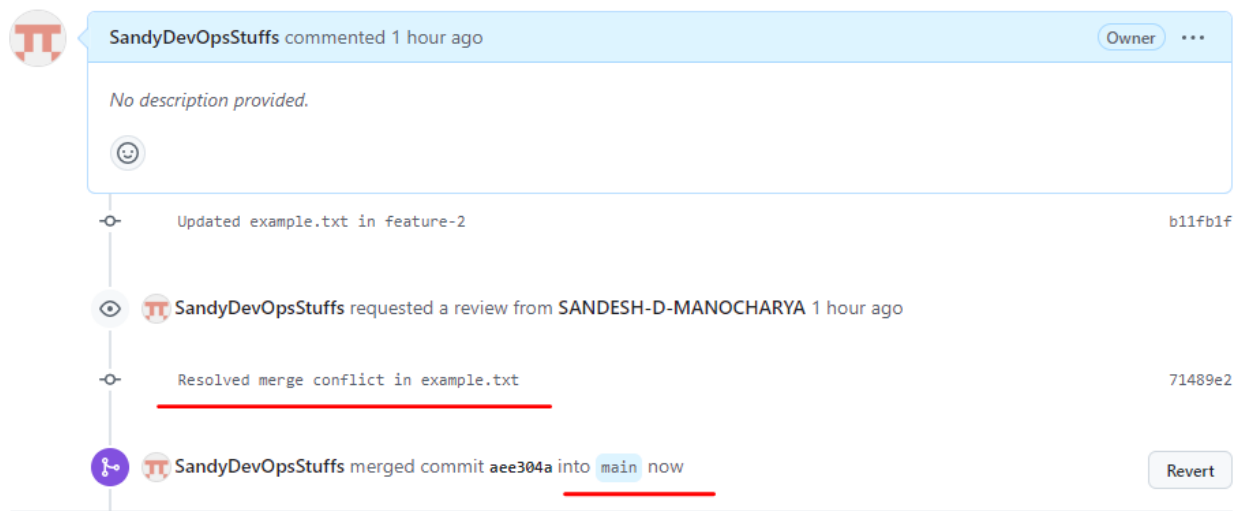 SandyDevOpsStuffs commented 1 hour ago Owner
No description provided.
Updated example.txt in feature-2 b11fb1f
SandyDevOpsStuffs requested a review from SANDESH-D-MANOCHARYA 1 hour ago
Resolved merge conflict in example.txt 71489e2
SandyDevOpsStuffs merged commit aee304a into main now Revert